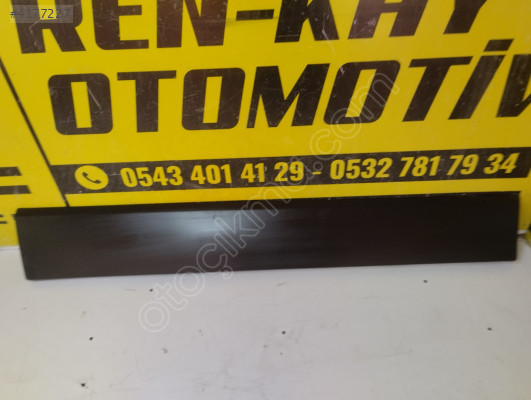 REN-KAY
OTOMOTİV
0543 401 41 29 - 0532 781 79 34
otocikma.com